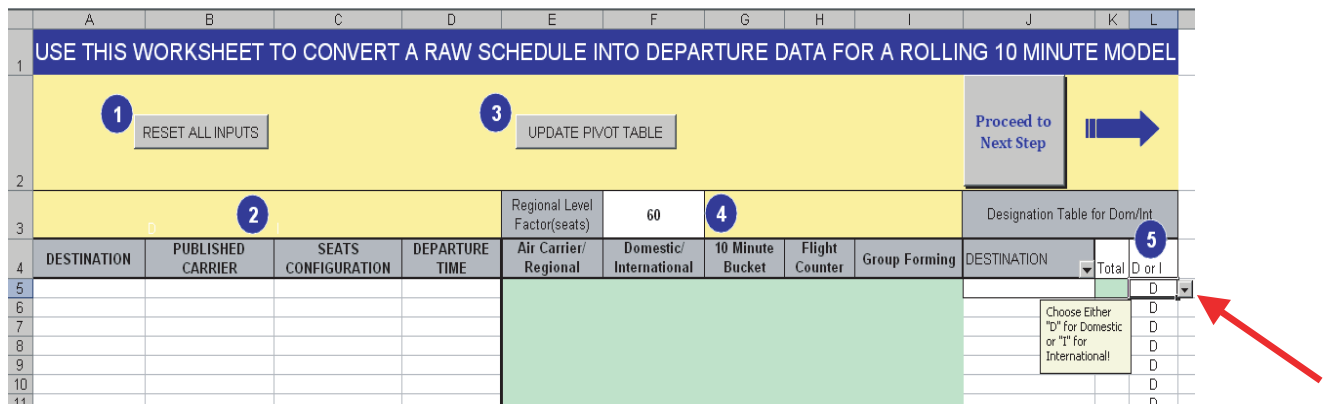 A B C D E F G H I J K L
1 USE THIS WORKSHEET TO CONVERT A RAW SCHEDULE INTO DEPARTURE DATA FOR A ROLLING 10 MINUTE MODEL
1 RESET ALL INPUTS
3 UPDATE PIVOT TABLE
Proceed to
Next Step
2
2
Regional Level
Factor(seats)
60
4
Designation Table for Dom/Int
3
5
DESTINATION
PUBLISHED
CARRIER
SEATS
CONFIGURATION
DEPARTURE
TIME
Air Carrier/
Regional
Domestic/
International
10 Minute
Bucket
Flight
Counter
Group Forming
DESTINATION
Total
D or I
4
5 D
6 D
7 D
8 D
9 D
10 D
11 D
Choose Either
"D" for Domestic
or "I" for
International!